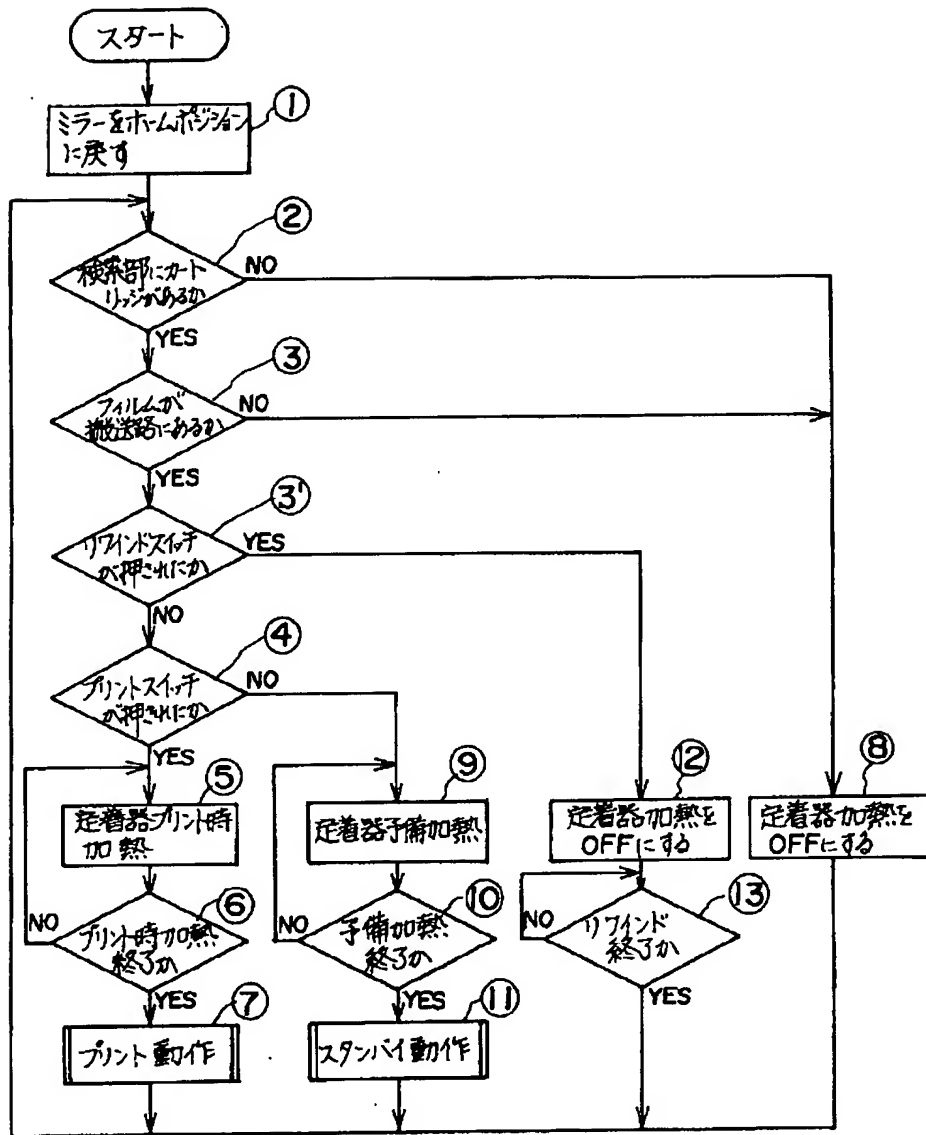 スタート
①
ミラーをホームポジション
に戻す
②
検索部にカート
リッジがあるか
NO
YES
③
フィルムが
搬送路にあるか
NO
YES
③'
リワインドスイッチ
が押されたか
YES
NO
④
プリントスイッチ
が押されたか
NO
YES
⑤
定着器プリント時
加熱
⑨
定着器予備加熱
⑫
定着器加熱を
OFFにする
⑧
定着器加熱を
OFFにする
⑥
プリント時加熱
終了か
NO
YES
⑩
予備加熱
終了か
NO
YES
⑬
リワインド
終了か
NO
YES
⑦
プリント動作
⑪
スタンバイ動作